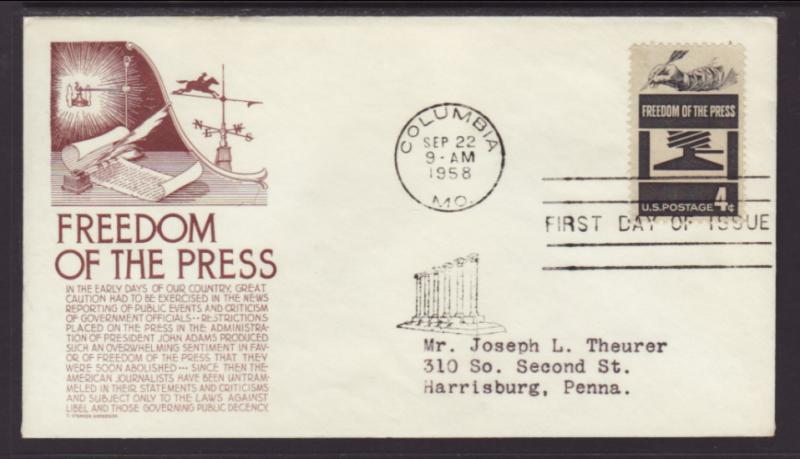 NEWS
FREEDOM
OF THE PRESS
IN THE EARLY DAYS OF OUR COUNTRY, GREAT
CAUTION HAD TO BE EXERCISED IN THE NEWS
REPORTING OF PUBLIC EVENTS AND CRITICISM
OF GOVERNMENT OFFICIALS·· RESTRICTIONS
PLACED ON THE PRESS IN THE ADMINISTRA-
TION OF PRESIDENT JOHN ADAMS PRODUCED
SUCH AN OVERWHELMING SENTIMENT IN FAV-
OR OF FREEDOM OF THE PRESS THAT THEY
WERE SOON ABOLISHED·· SINCE THEN THE
AMERICAN JOURNALISTS HAVE BEEN UNTRAM-
MELED IN THEIR STATEMENTS AND CRITICISMS
AND SUBJECT ONLY TO THE LAWS AGAINST
LIBEL AND THOSE GOVERNING PUBLIC DECENCY.
COLUMBIA
SEP 22
9-AM
1958
MO.
FREEDOM OF THE PRESS
U.S. POSTAGE 4¢
FIRST DAY OF ISSUE
Mr. Joseph L. Theurer
310 So. Second St.
Harrisburg, Penna.